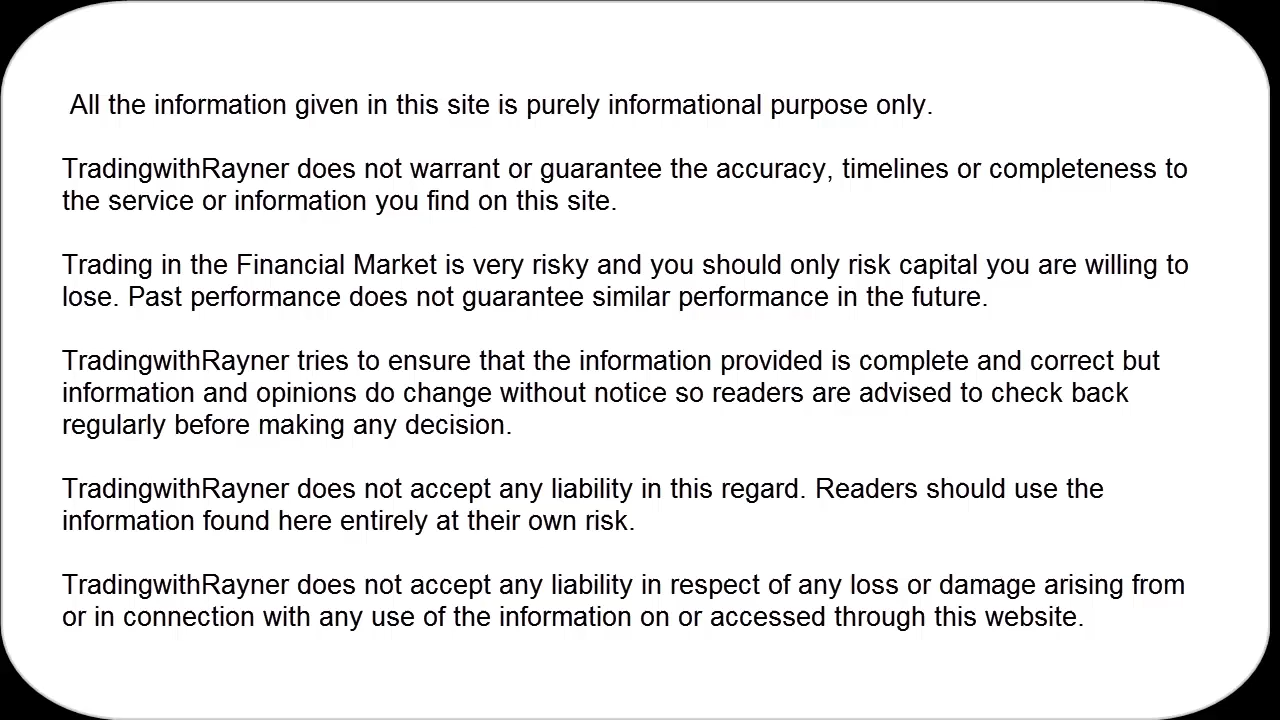 All the information given in this site is purely informational purpose only.
TradingwithRayner does not warrant or guarantee the accuracy, timelines or completeness to
the service or information you find on this site.
Trading in the Financial Market is very risky and you should only risk capital you are willing to
lose. Past performance does not guarantee similar performance in the future.
TradingwithRayner tries to ensure that the information provided is complete and correct but
information and opinions do change without notice so readers are advised to check back
regularly before making any decision.
TradingwithRayner does not accept any liability in this regard. Readers should use the
information found here entirely at their own risk.
TradingwithRayner does not accept any liability in respect of any loss or damage arising from
or in connection with any use of the information on or accessed through this website.